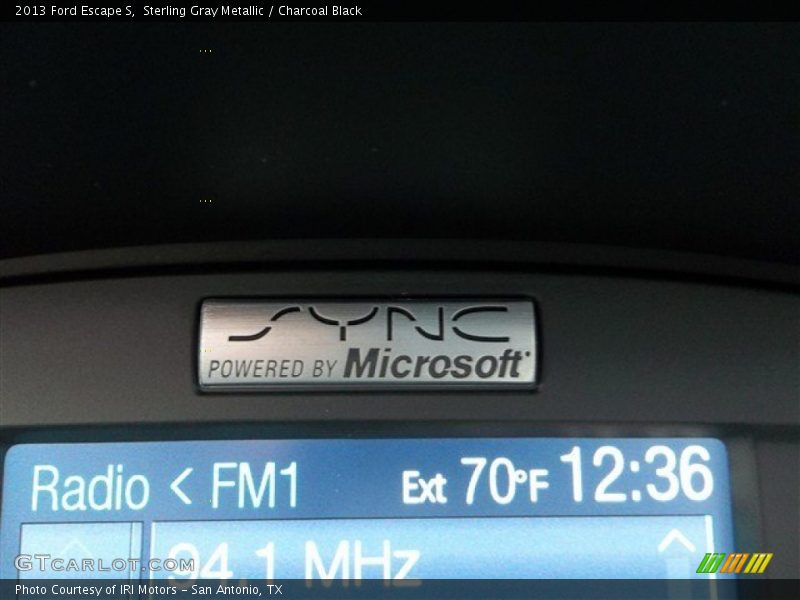 2013 Ford Escape S,  Sterling Gray Metallic / Charcoal Black
SYNC
POWERED BY Microsoft
Radio < FM1
Ext 70°F 12:36
94.1 MHz
GTCARLOT.COM
Photo Courtesy of IRI Motors - San Antonio, TX